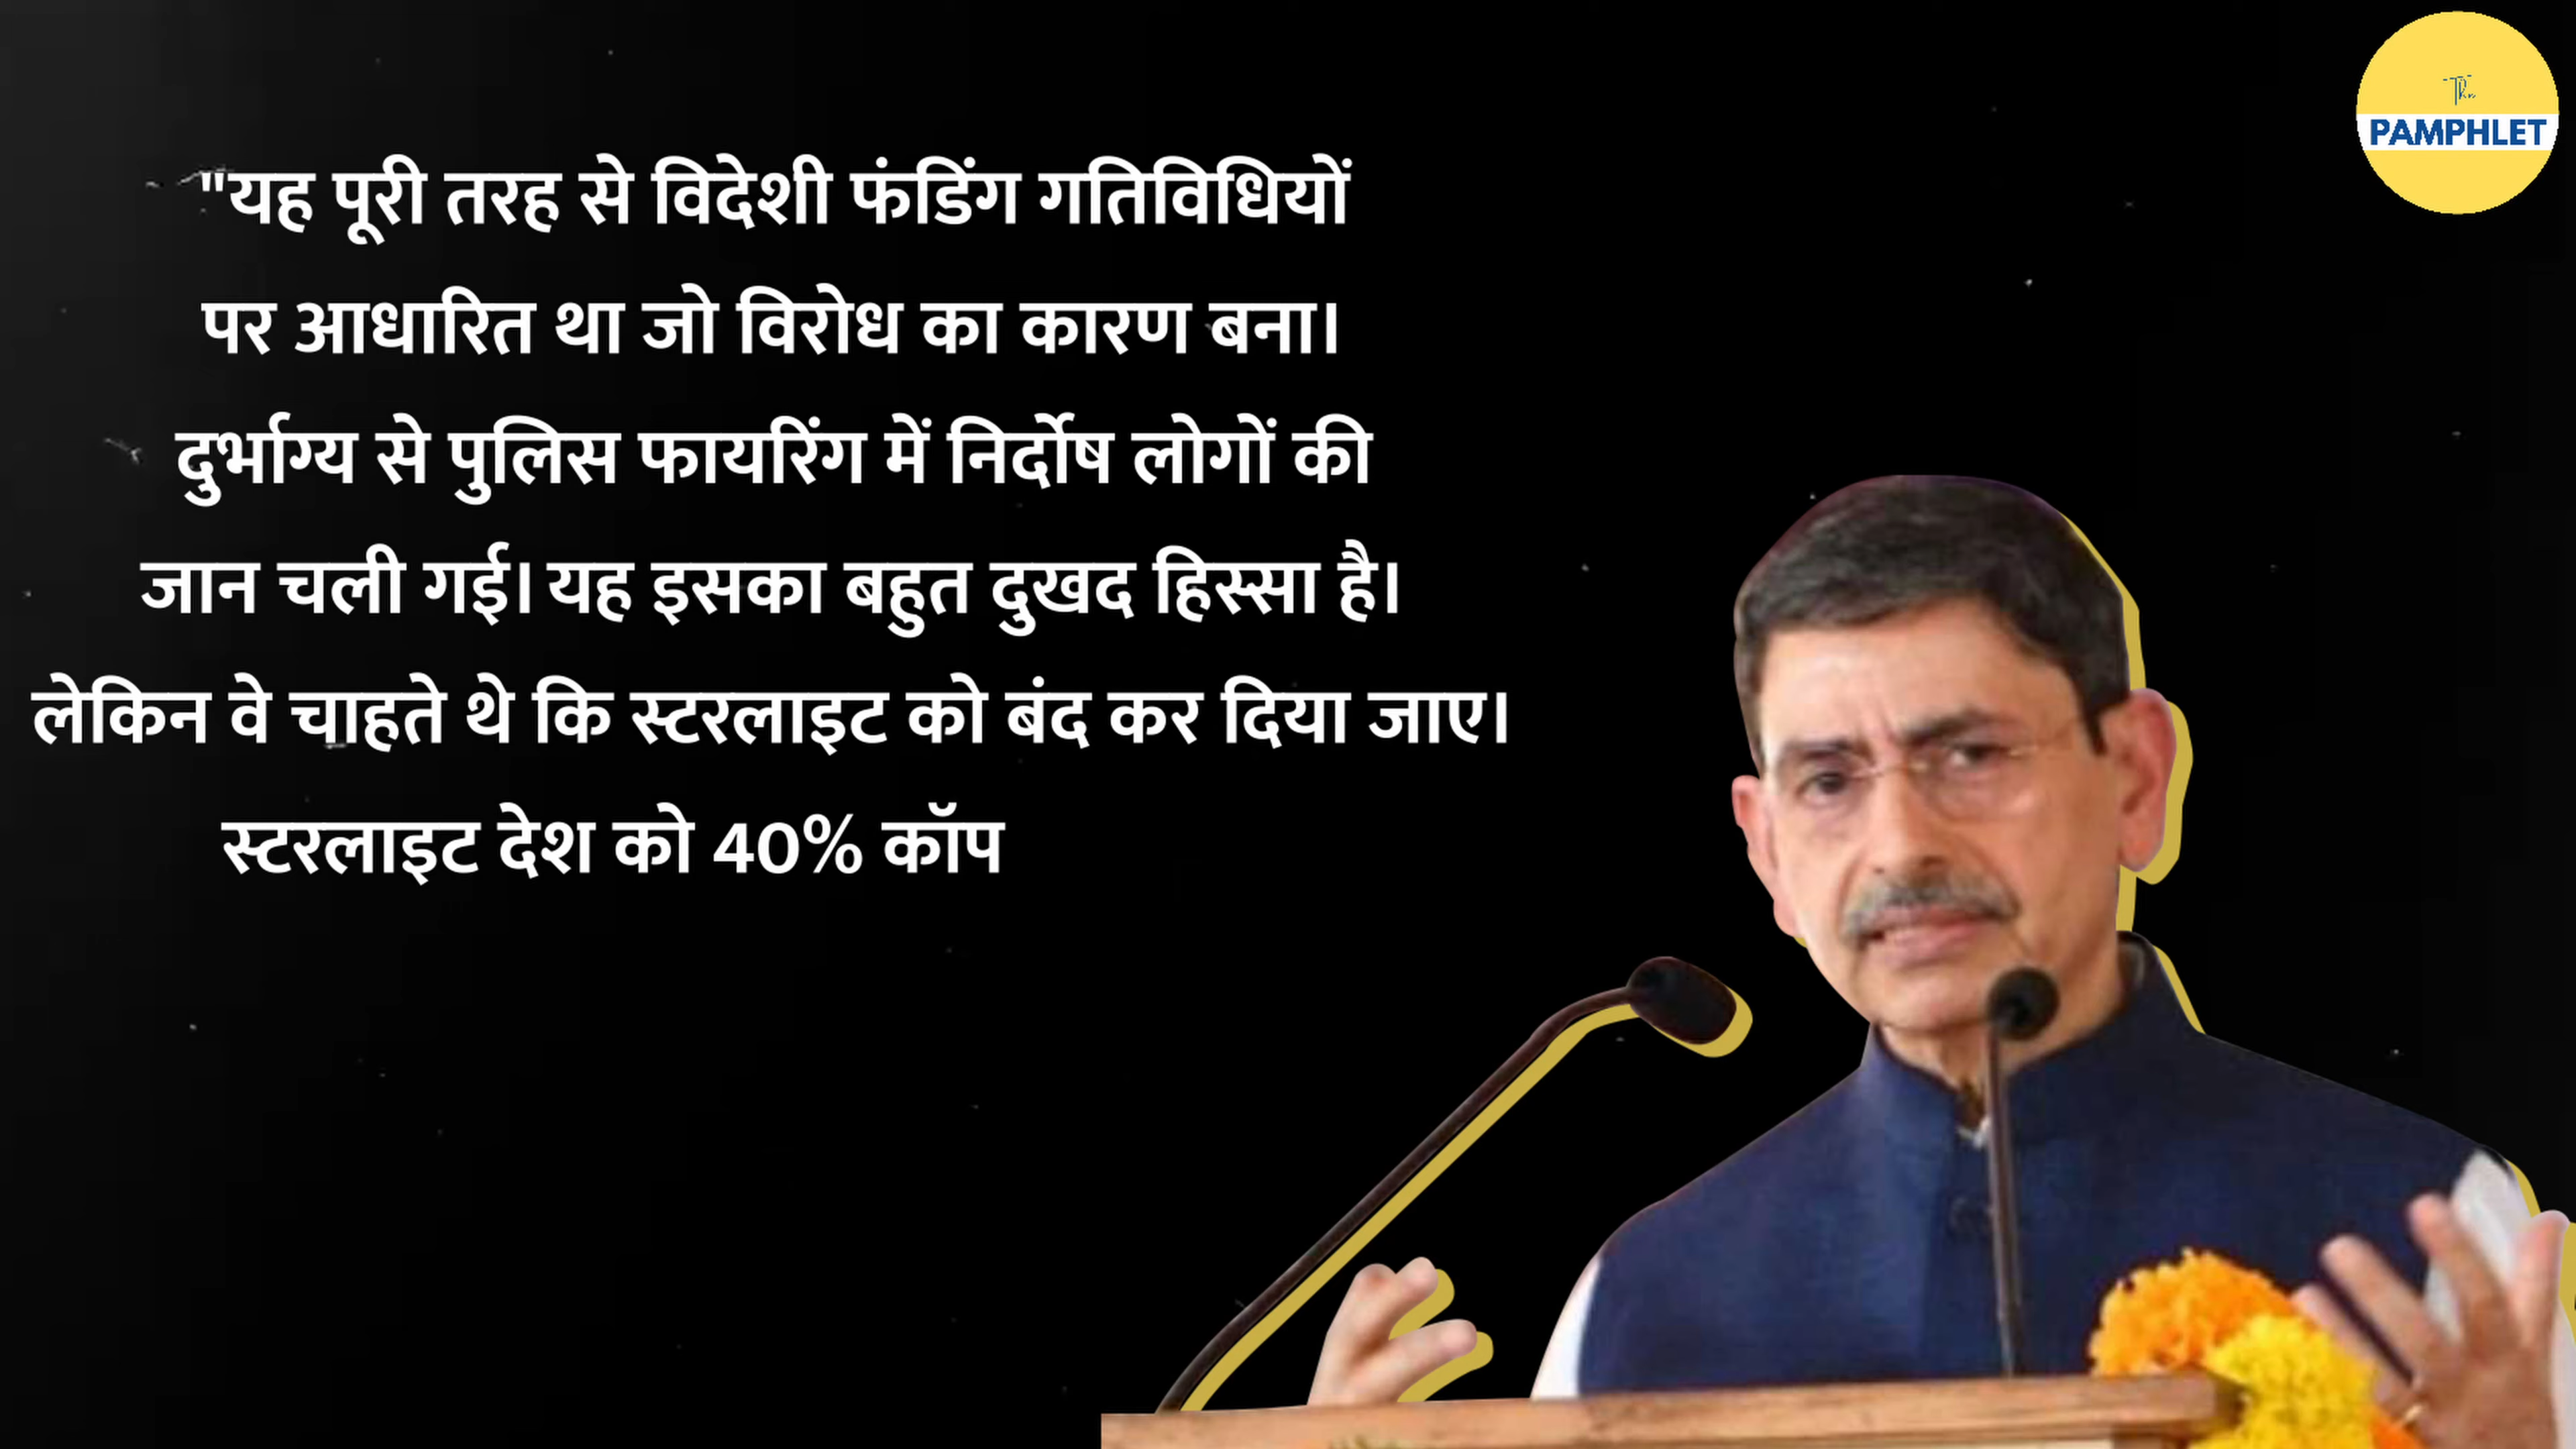 "यह पूरी तरह से विदेशी फंडिंग गतिविधियों
पर आधारित था जो विरोध का कारण बना।
दुर्भाग्य से पुलिस फायरिंग में निर्दोष लोगों की
जान चली गई। यह इसका बहुत दुखद हिस्सा है।
लेकिन वे चाहते थे कि स्टरलाइट को बंद कर दिया जाए।
स्टरलाइट देश को 40% कॉप
PAMPHLET